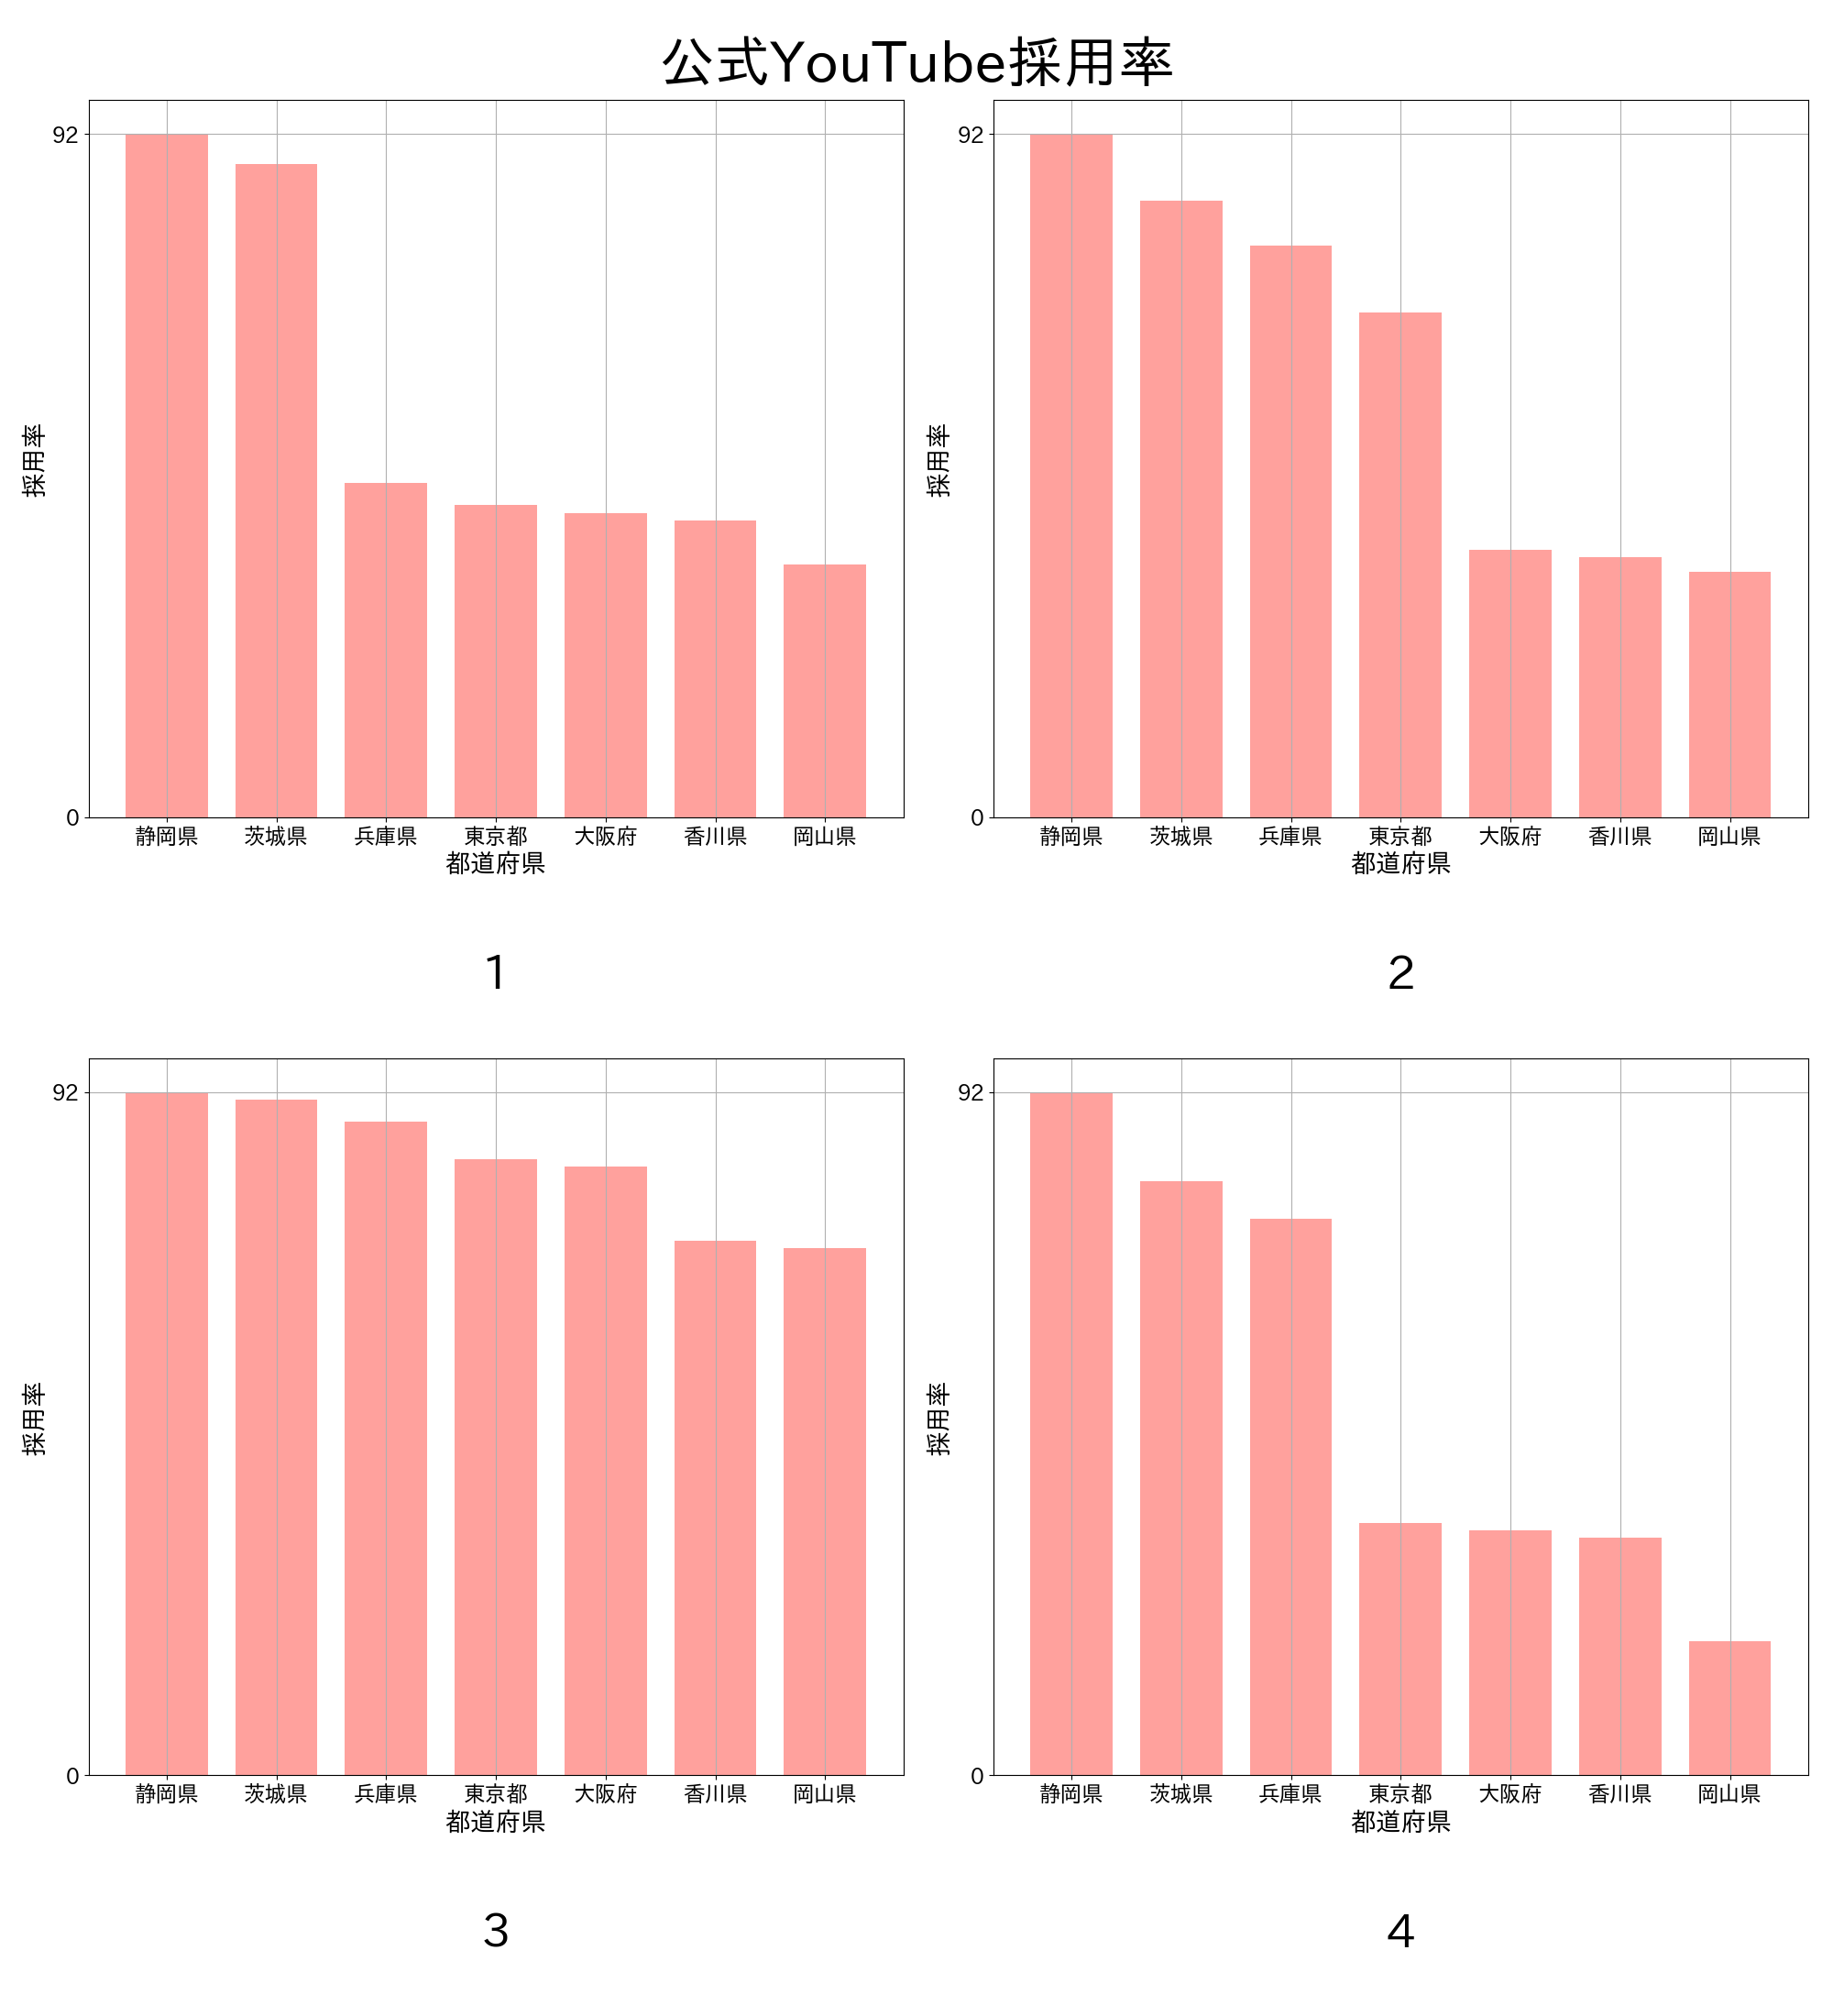 公式YouTube採用率
92
0
採用率
静岡県 茨城県 兵庫県 東京都 大阪府 香川県 岡山県
都道府県
1
92
0
採用率
静岡県 茨城県 兵庫県 東京都 大阪府 香川県 岡山県
都道府県
2
92
0
採用率
静岡県 茨城県 兵庫県 東京都 大阪府 香川県 岡山県
都道府県
3
92
0
採用率
静岡県 茨城県 兵庫県 東京都 大阪府 香川県 岡山県
都道府県
4